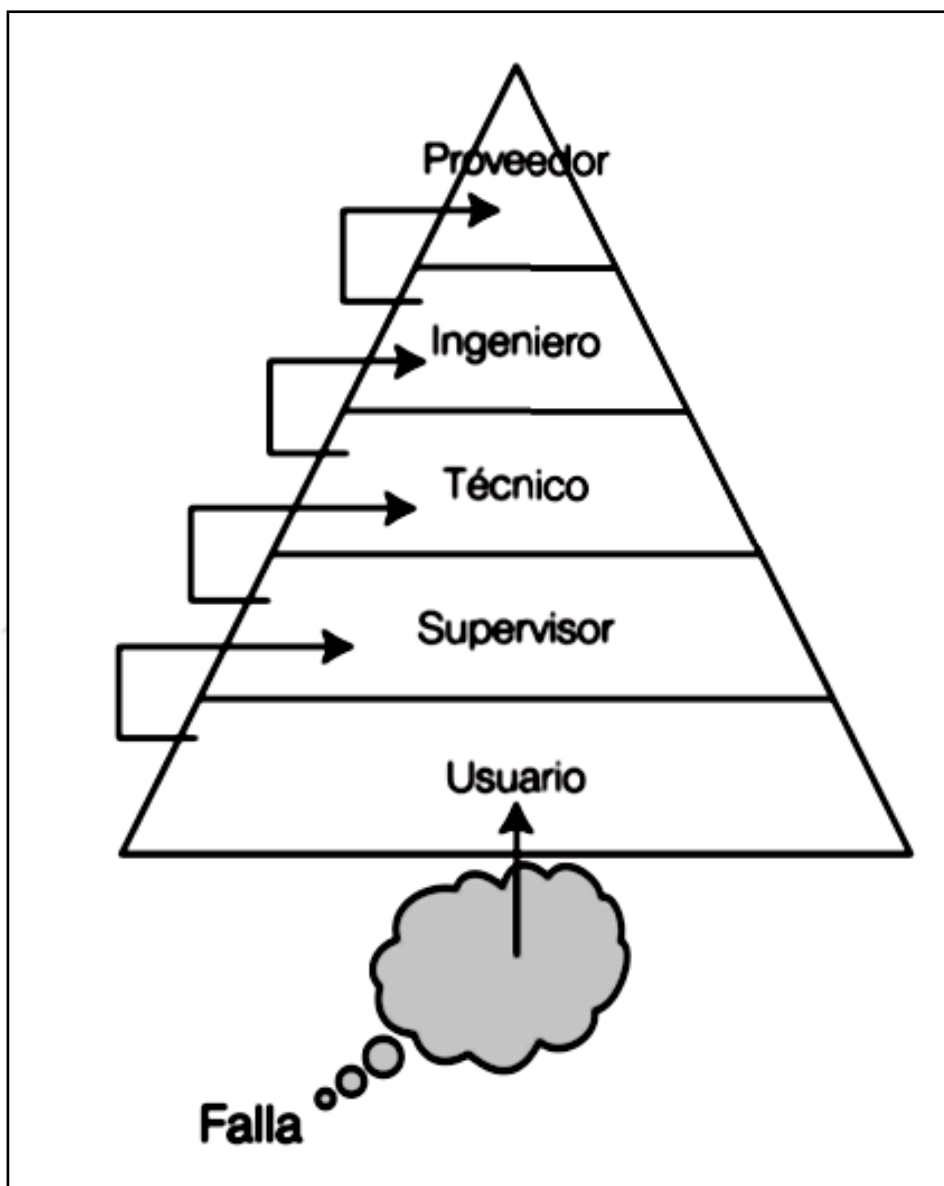 Proveedor
Ingeniero
Técnico
Supervisor
Usuario
Falla